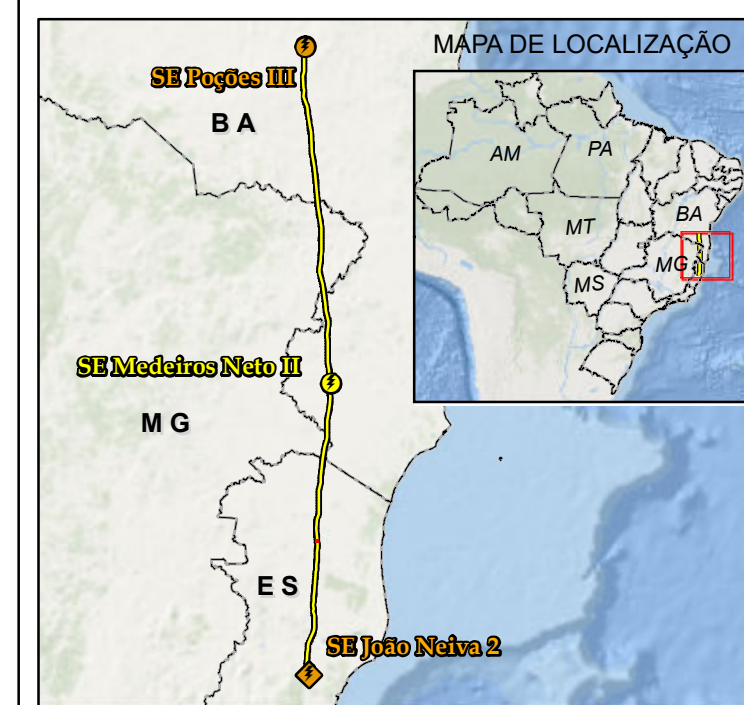 MAPA DE LOCALIZAÇÃO
SE Poções III
B A
AM
PA
MT
BA
MG
MS
SE Medeiros Neto II
M G
E S
SE João Neiva 2